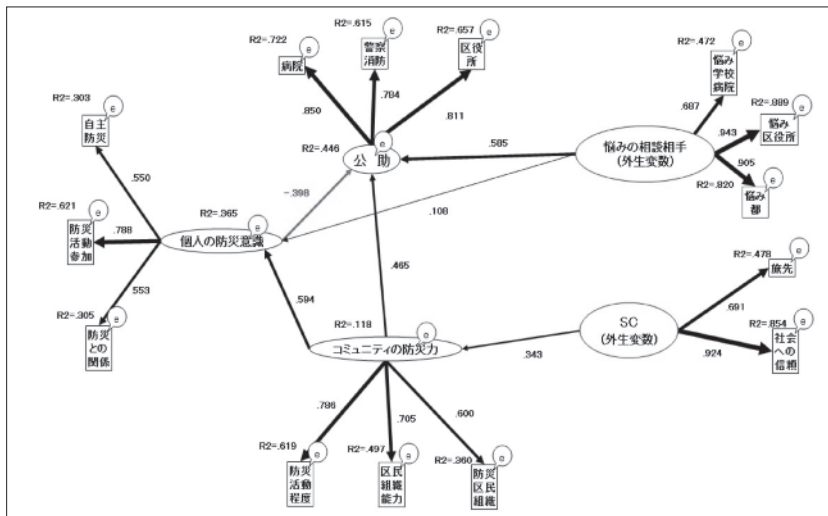 R2=.722
e
病院
R2=.615
e
警察
消防
R2=.657
e
区役
所
R2=.472
e
悩み
学校
病院
R2=.303
e
自主
防災
.850
.784
.811
.687
R2=.889
e
悩み
区役所
R2=.446
e
公 助
.585
悩みの相談相手
(外生変数)
.943
.905
R2=.820
e
悩み
都
.550
-.398
R2=.621
e
防災
活動
参加
.788
R2=.365
e
個人の防災意識
.108
.553
R2=.305
e
防災
との
関係
.594
.465
R2=.478
e
旅先
.691
R2=.118
e
コミュニティの防災力
.343
SC
(外生変数)
R2=.854
e
社会
への
信頼
.924
.786
.705
.600
R2=.619
e
防災
活動
程度
R2=.497
e
区民
組織
能力
R2=.360
e
防災
区民
組織